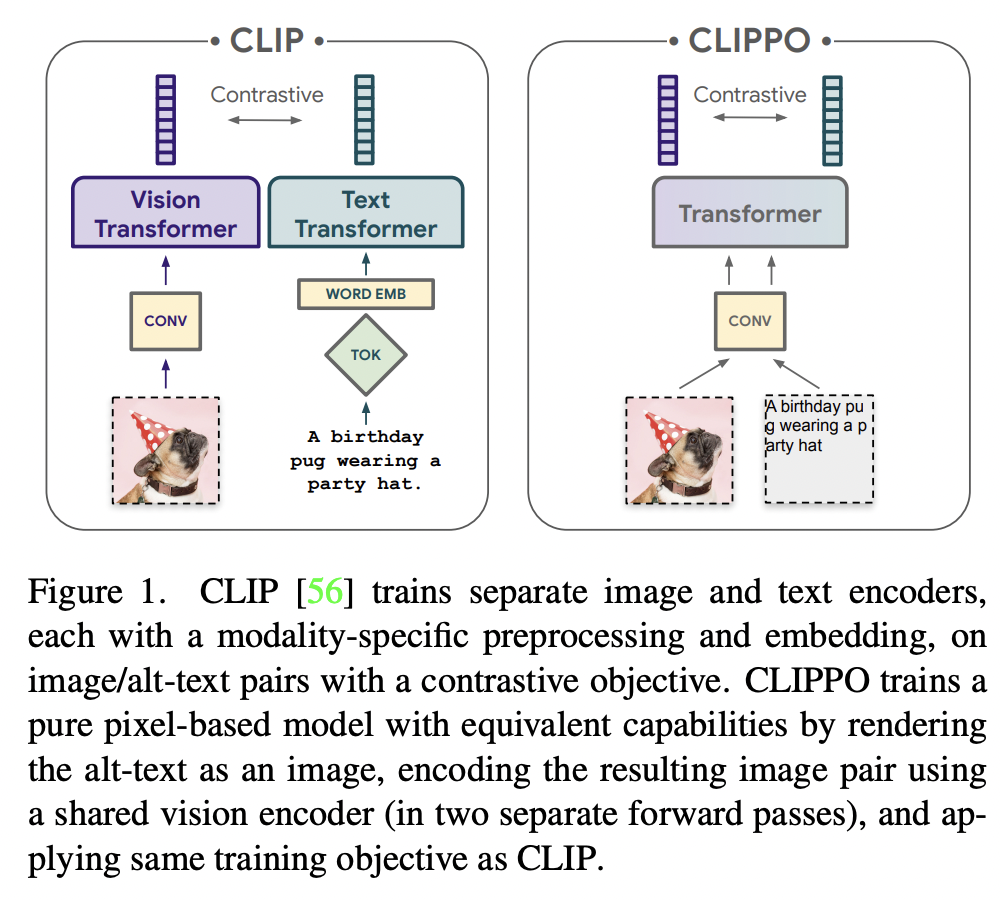 • CLIP •
Contrastive
Vision
Transformer
Text
Transformer
WORD EMB
CONV
TOK
A birthday
pug wearing a
party hat.
• CLIPPO •
Contrastive
Transformer
CONV
A birthday pu
g wearing a p
arty hat
Figure 1. CLIP [56] trains separate image and text encoders,
each with a modality-specific preprocessing and embedding, on
image/alt-text pairs with a contrastive objective. CLIPPO trains a
pure pixel-based model with equivalent capabilities by rendering
the alt-text as an image, encoding the resulting image pair using
a shared vision encoder (in two separate forward passes), and ap-
plying same training objective as CLIP.